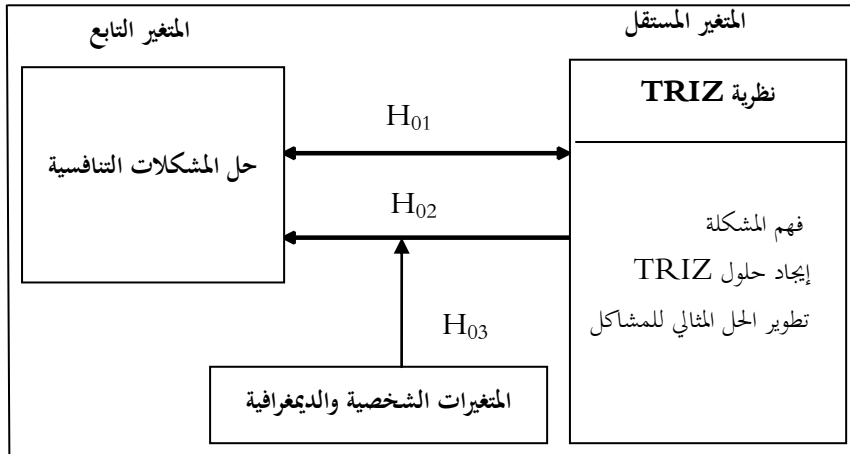 المتغير المستقل
المتغير التابع
نظرية TRIZ
فهم المشكلة
إيجاد حلول TRIZ
تطوير الحل المثالي للمشاكل
H01
حل المشكلات التنافسية
H02
H03
المتغيرات الشخصية والديمغرافية